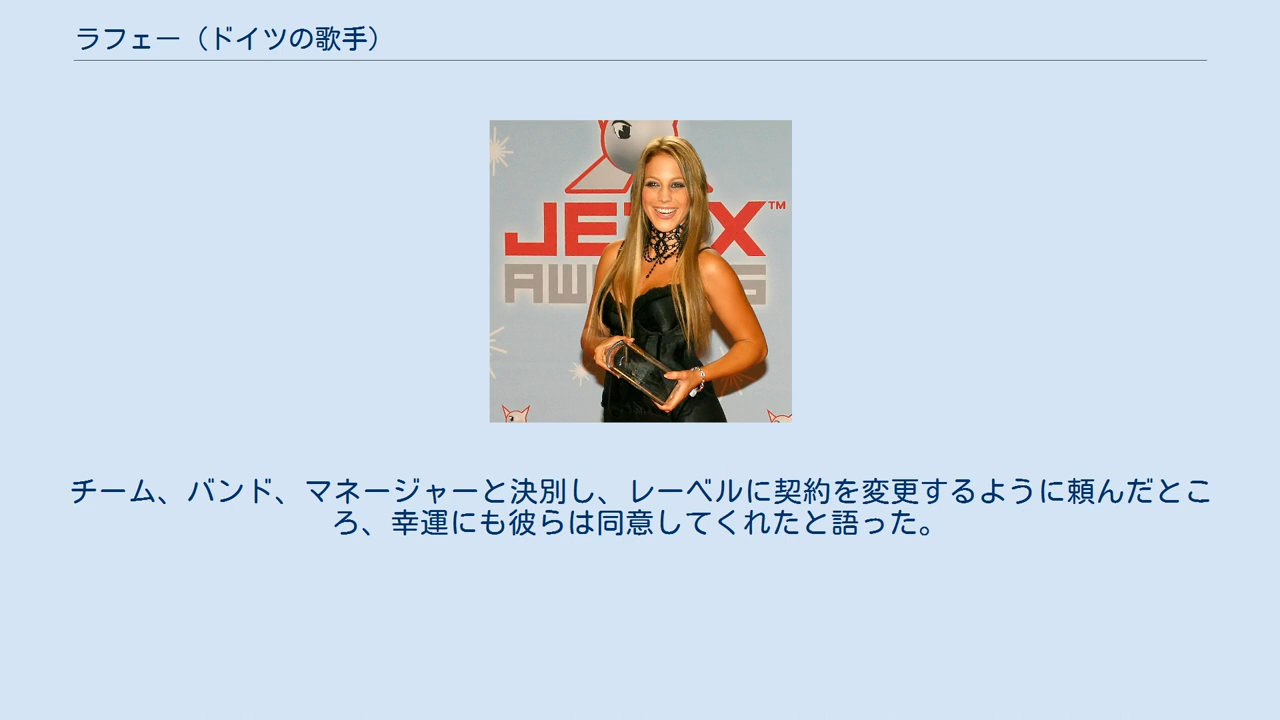 ラフェー（ドイツの歌手）
JETIX™
AWARDS
チーム、バンド、マネージャーと決別し、レーベルに契約を変更するように頼んだとこ
ろ、幸運にも彼らは同意してくれたと語った。